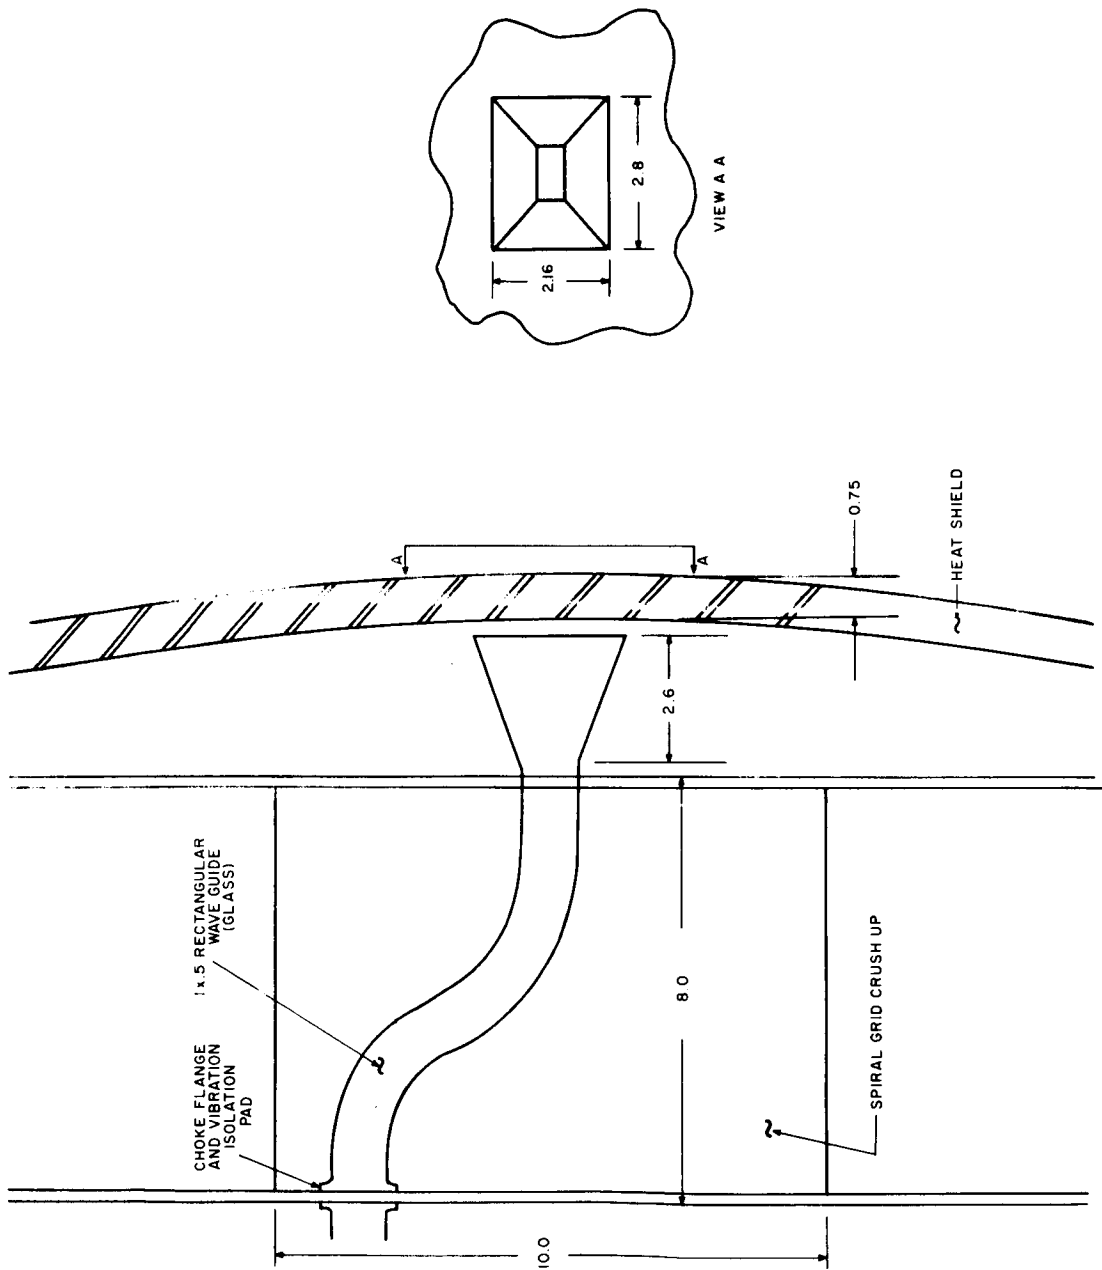 CHOKE FLANGE
AND VIBRATION
ISOLATION
PAD
1 x .5 RECTANGULAR
WAVE GUIDE
(GLASS)
10.0
8.0
SPIRAL GRID CRUSH UP
2.6
A
A
0.75
HEAT SHIELD
2.16
2.8
VIEW A A